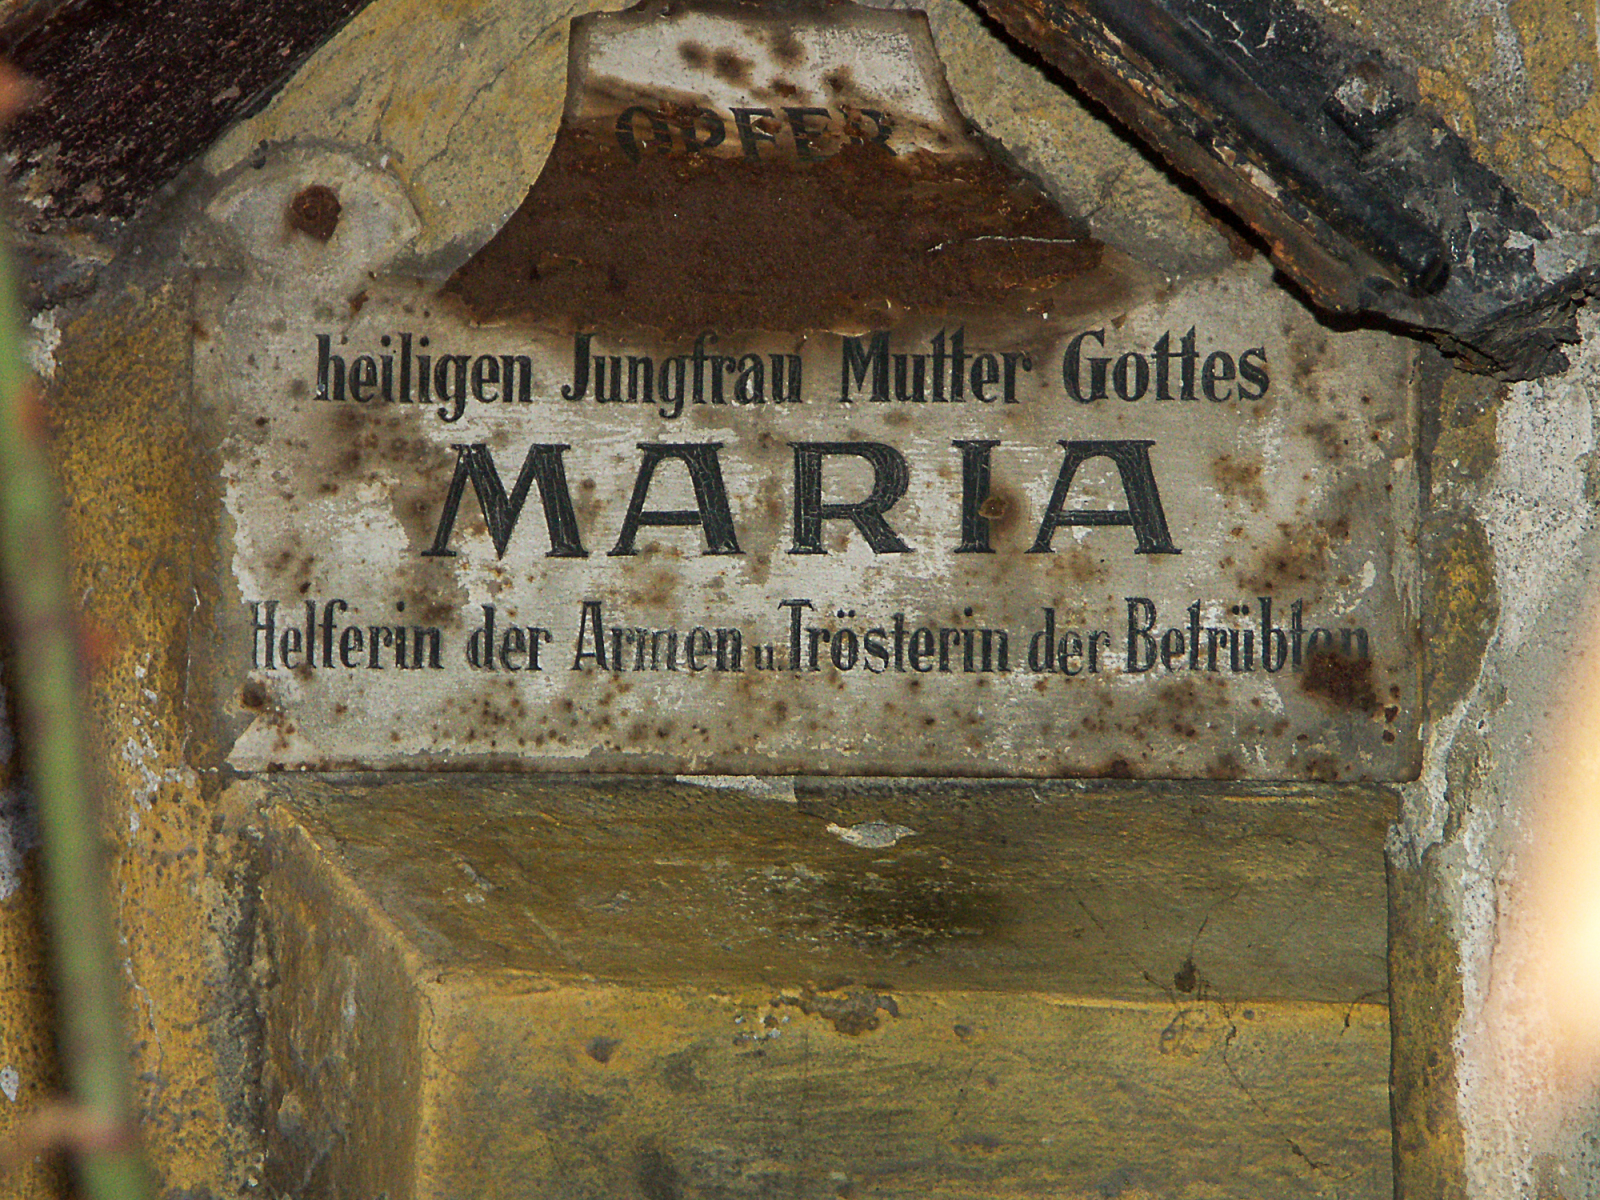 OPFER
heiligen Jungfrau Mutter Gottes
MARIA
Helferin der Armen u. Trösterin der Betrübten